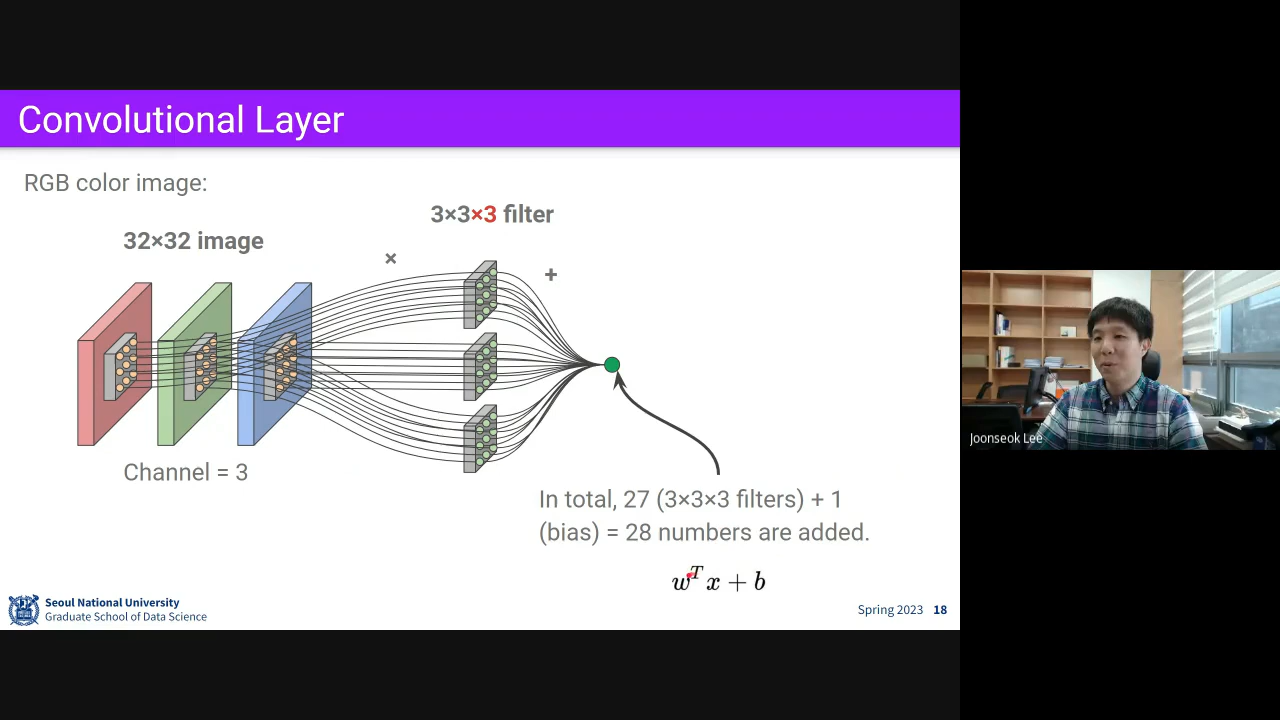 Convolutional Layer
RGB color image:
3×3×3 filter
32×32 image
×
+
Channel = 3
In total, 27 (3×3×3 filters) + 1
(bias) = 28 numbers are added.
wᵀx + b
Seoul National University
Graduate School of Data Science
Spring 2023 18
Joonseok Lee